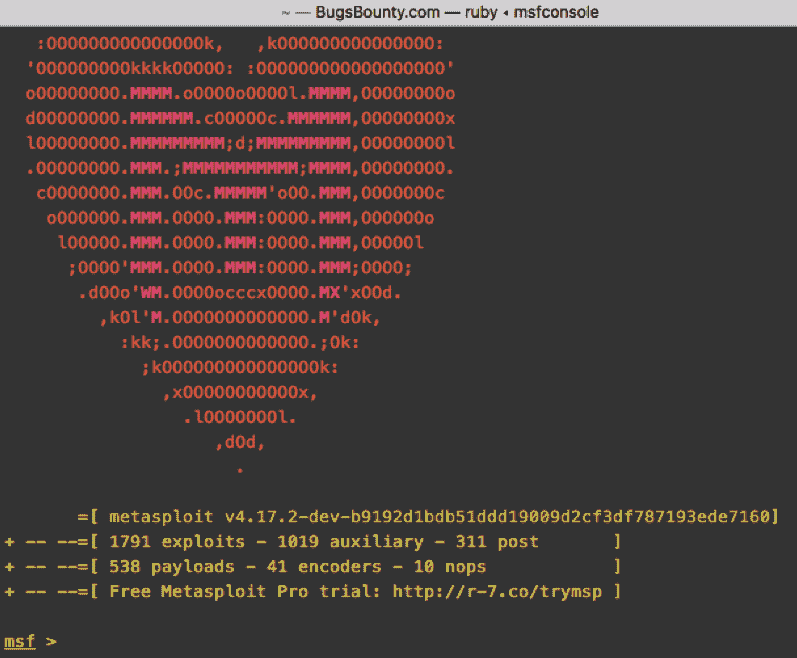 ~ — BugsBounty.com — ruby • msfconsole
:OOOOOOOOOOOOOOOk,   ,kOOOOOOOOOOOOOOO:
'OOOOOOOOOkkkkOOOOO: :OOOOOOOOOOOOOOOOOO'
oOOOOOOOO.MMMM.oOOOOoOOOOl.MMMM,OOOOOOOOo
dOOOOOOOO.MMMMMM.cOOOOOc.MMMMMM,OOOOOOOOx
lOOOOOOOO.MMMMMMMMM;d;MMMMMMMMM,OOOOOOOOl
.OOOOOOOO.MMM.;MMMMMMMMMMM;MMMM,OOOOOOOO.
cOOOOOOO.MMM.OOc.MMMMM'oOO.MMM,OOOOOOOc
oOOOOOOO.MMM.OOOO.MMM:OOOO.MMM,OOOOOOo
lOOOOO.MMM.OOOO.MMM:OOOO.MMM,OOOOOl
;OOOO'MMM.OOOO.MMM:OOOO.MMM;OOOO;
.dOOo'WM.OOOOocccxOOOO.MX'xOOd.
,kOl'M.OOOOOOOOOOOOO.M'dOk,
:kk;.OOOOOOOOOOOOO.;Ok:
;kOOOOOOOOOOOOOOOk:
,xOOOOOOOOOOOx,
.lOOOOOOOl.
,dOd,
.
=[ metasploit v4.17.2-dev-b9192d1bdb51ddd19009d2cf3df787193ede7160]
+ -- --=[ 1791 exploits - 1019 auxiliary - 311 post       ]
+ -- --=[ 538 payloads - 41 encoders - 10 nops            ]
+ -- --=[ Free Metasploit Pro trial: http://r-7.co/trymsp ]
msf >